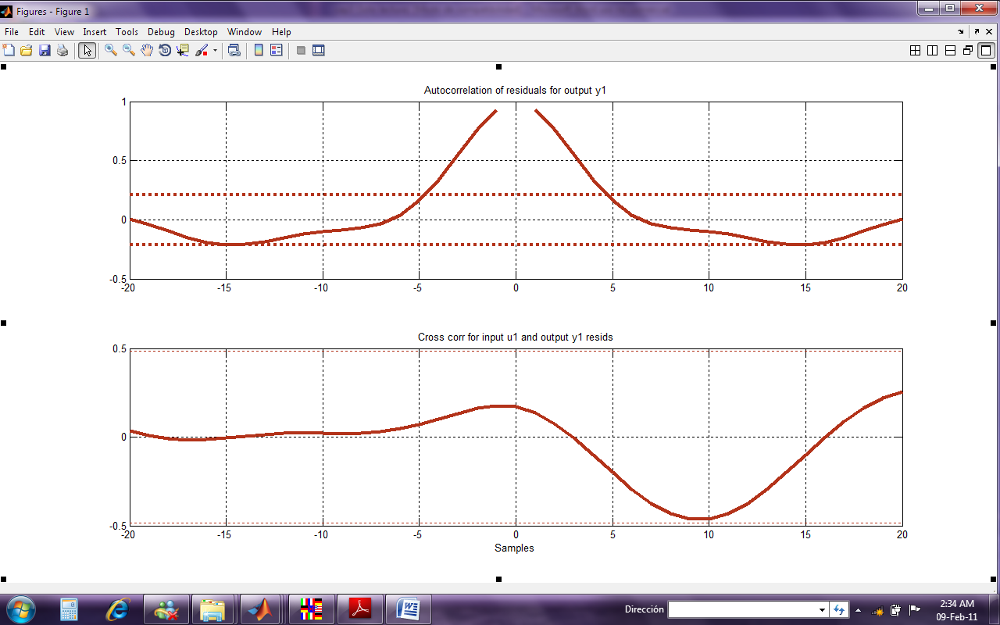 Figures - Figure 1
File Edit View Insert Tools Debug Desktop Window Help
Autocorrelation of residuals for output y1
1
0.5
0
-0.5
-20 -15 -10 -5 0 5 10 15 20
Cross corr for input u1 and output y1 resids
0.5
0
-0.5
-20 -15 -10 -5 0 5 10 15 20
Samples
Dirección
2:34 AM
09-Feb-11